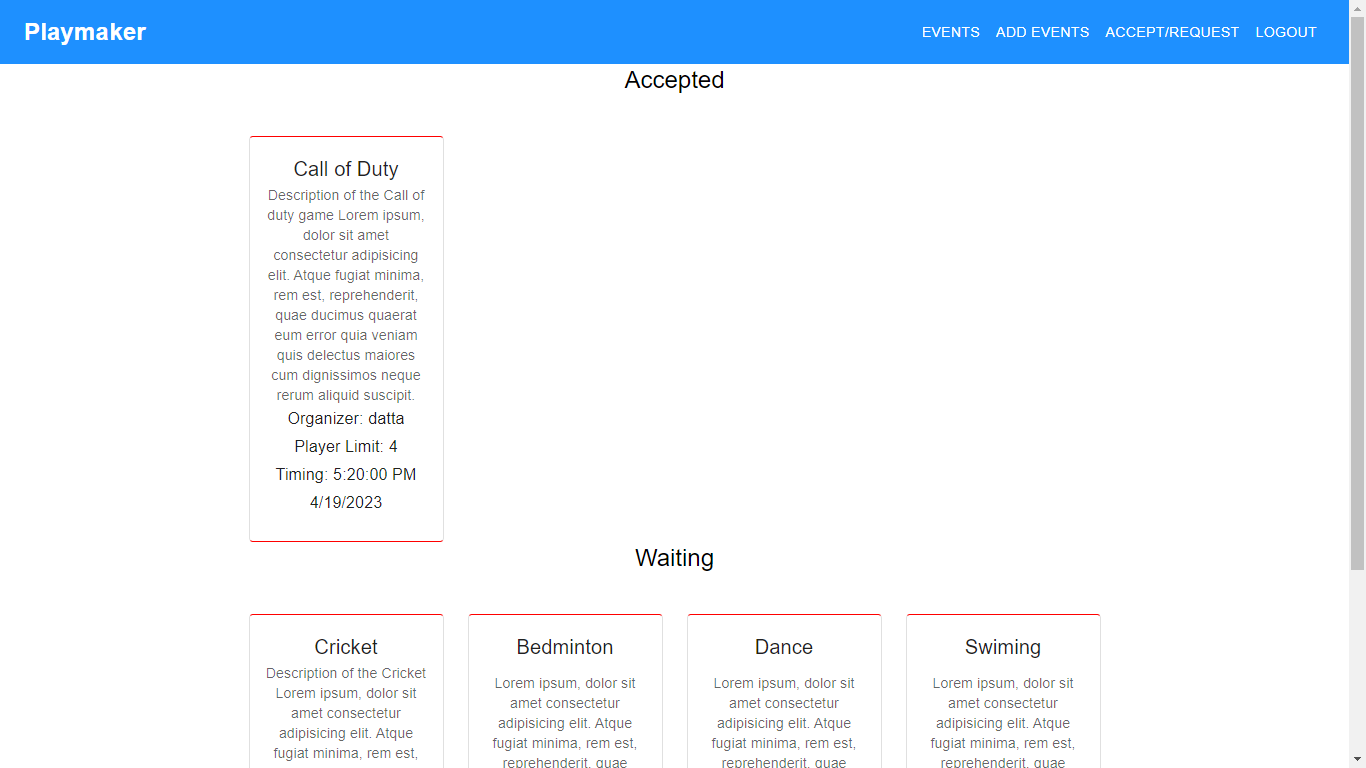 Playmaker
EVENTS ADD EVENTS ACCEPT/REQUEST LOGOUT
Accepted
Call of Duty
Description of the Call of
duty game Lorem ipsum,
dolor sit amet
consectetur adipisicing
elit. Atque fugiat minima,
rem est, reprehenderit,
quae ducimus quaerat
eum error quia veniam
quis delectus maiores
cum dignissimos neque
rerum aliquid suscipit.
Organizer: datta
Player Limit: 4
Timing: 5:20:00 PM
4/19/2023
Waiting
Cricket
Description of the Cricket
Lorem ipsum, dolor sit
amet consectetur
adipisicing elit. Atque
fugiat minima, rem est,
Bedminton
Lorem ipsum, dolor sit
amet consectetur
adipisicing elit. Atque
fugiat minima, rem est,
reprehenderit, quae
Dance
Lorem ipsum, dolor sit
amet consectetur
adipisicing elit. Atque
fugiat minima, rem est,
reprehenderit, quae
Swiming
Lorem ipsum, dolor sit
amet consectetur
adipisicing elit. Atque
fugiat minima, rem est,
reprehenderit, quae